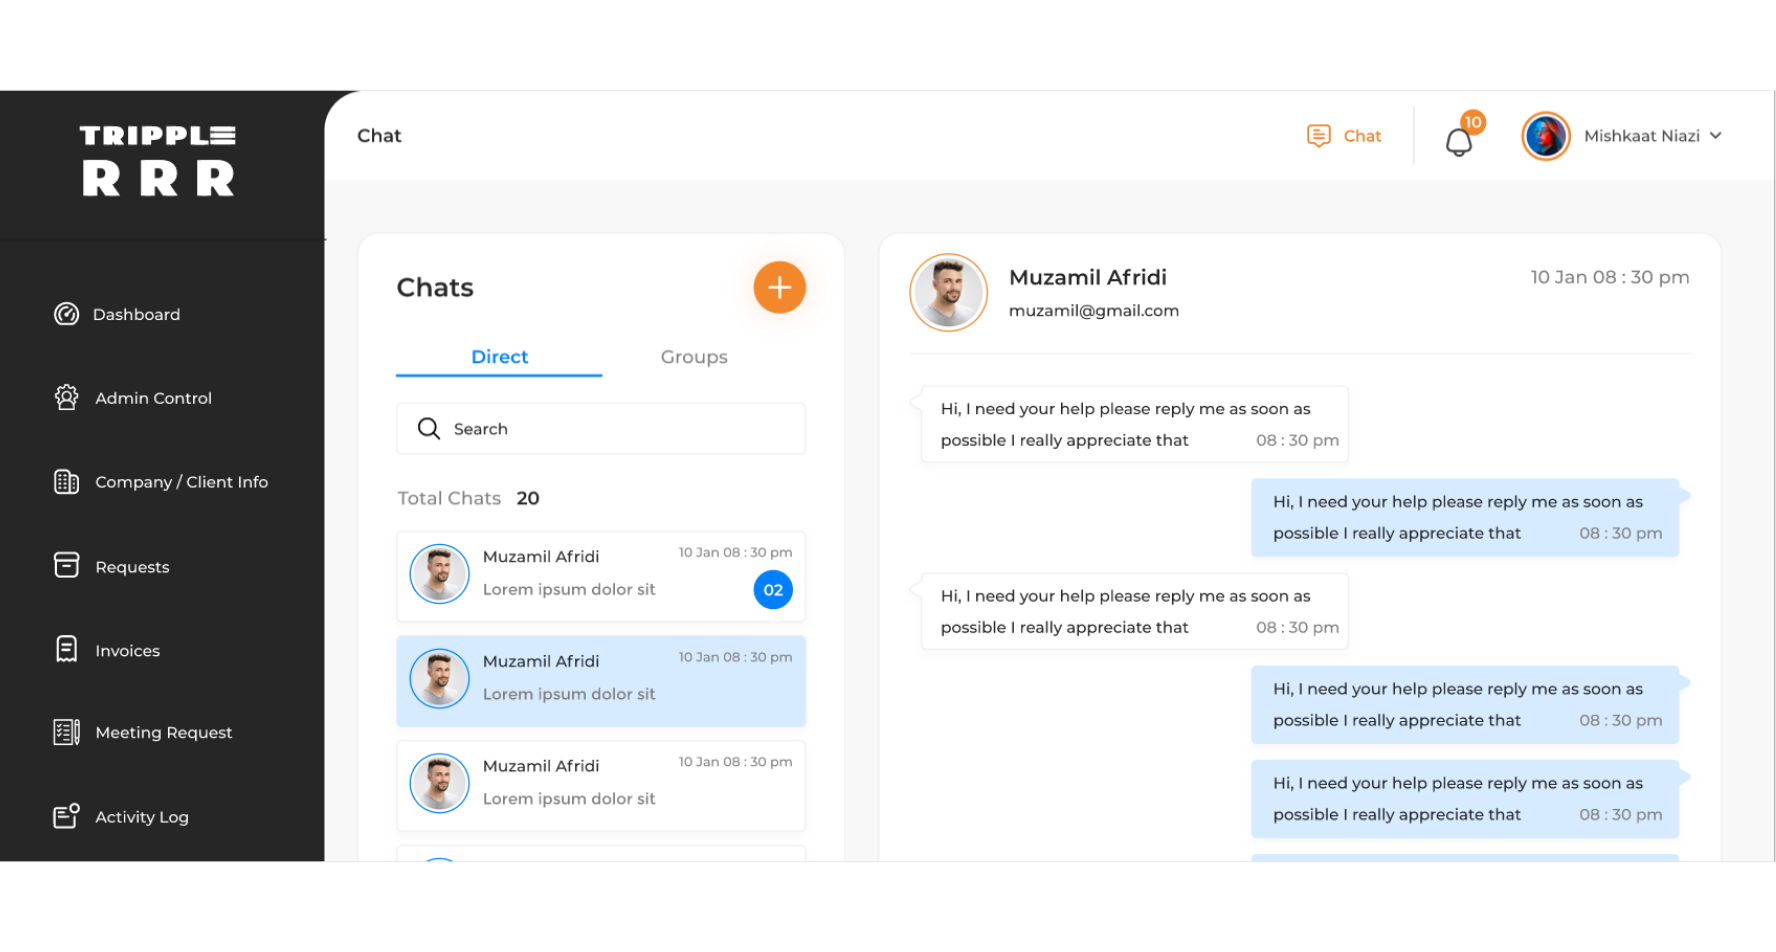 TRIPPLE
RRR
Dashboard
Admin Control
Company / Client Info
Requests
Invoices
Meeting Request
Activity Log
Chat
Chat
10
Mishkaat Niazi
Chats
Direct
Groups
Search
Total Chats 20
Muzamil Afridi 10 Jan 08 : 30 pm
Lorem ipsum dolor sit 02
Muzamil Afridi 10 Jan 08 : 30 pm
Lorem ipsum dolor sit
Muzamil Afridi 10 Jan 08 : 30 pm
Lorem ipsum dolor sit
Muzamil Afridi 10 Jan 08 : 30 pm
muzamil@gmail.com
Hi, I need your help please reply me as soon as
possible I really appreciate that 08 : 30 pm
Hi, I need your help please reply me as soon as
possible I really appreciate that 08 : 30 pm
Hi, I need your help please reply me as soon as
possible I really appreciate that 08 : 30 pm
Hi, I need your help please reply me as soon as
possible I really appreciate that 08 : 30 pm
Hi, I need your help please reply me as soon as
possible I really appreciate that 08 : 30 pm